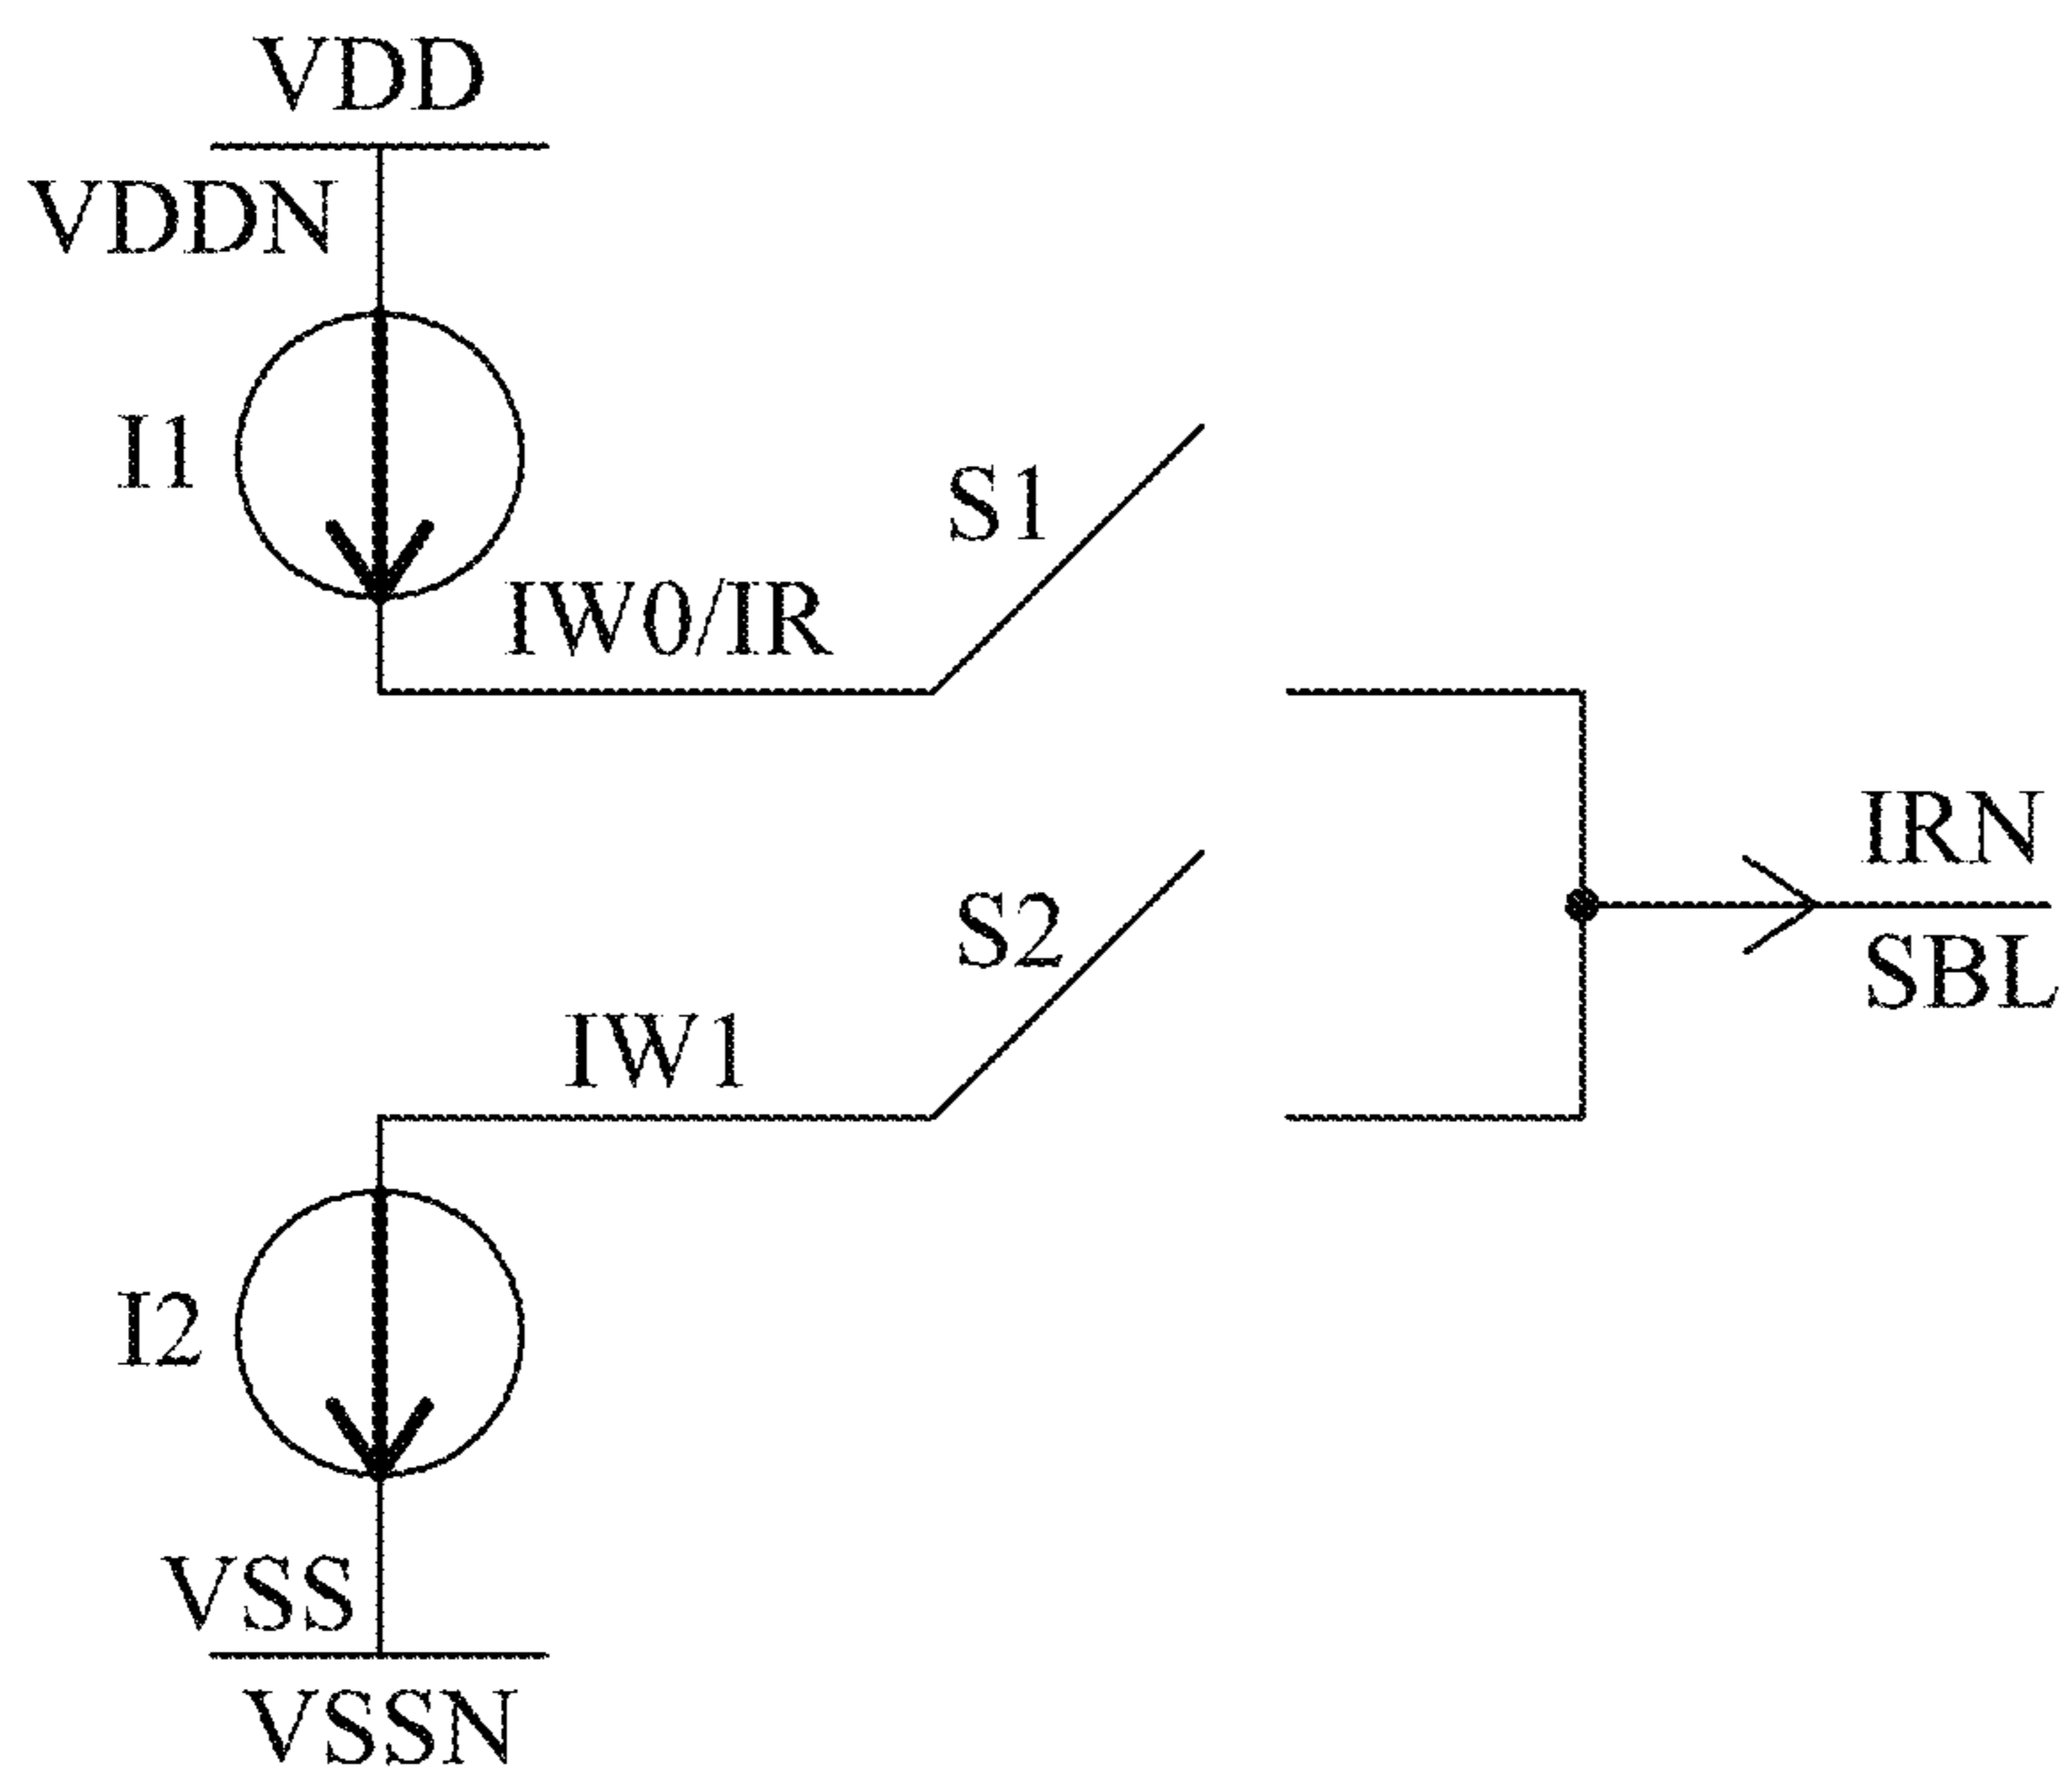 VDD
VDDN
I1
S1
IW0/IR
IRN
S2
SBL
IW1
I2
VSS
VSSN